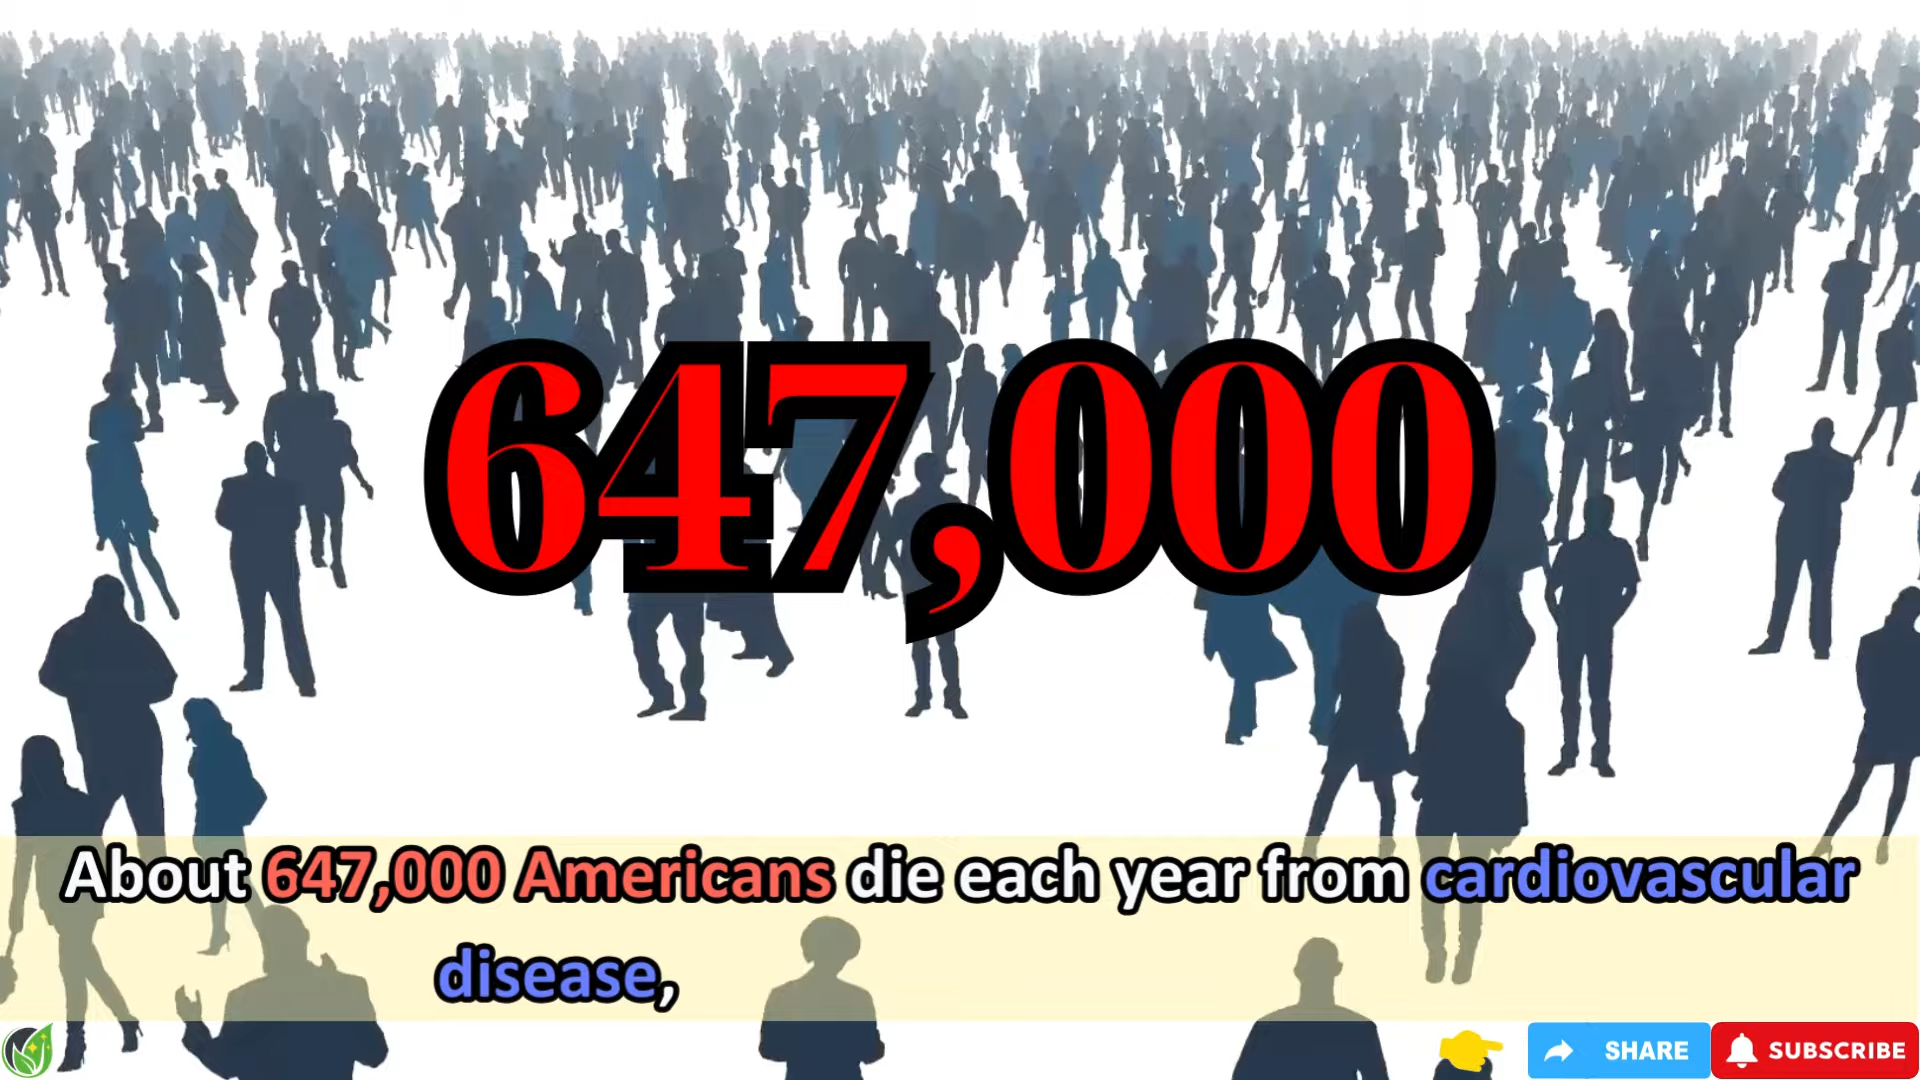 647,000
About 647,000 Americans die each year from cardiovascular
disease,
SHARE
SUBSCRIBE